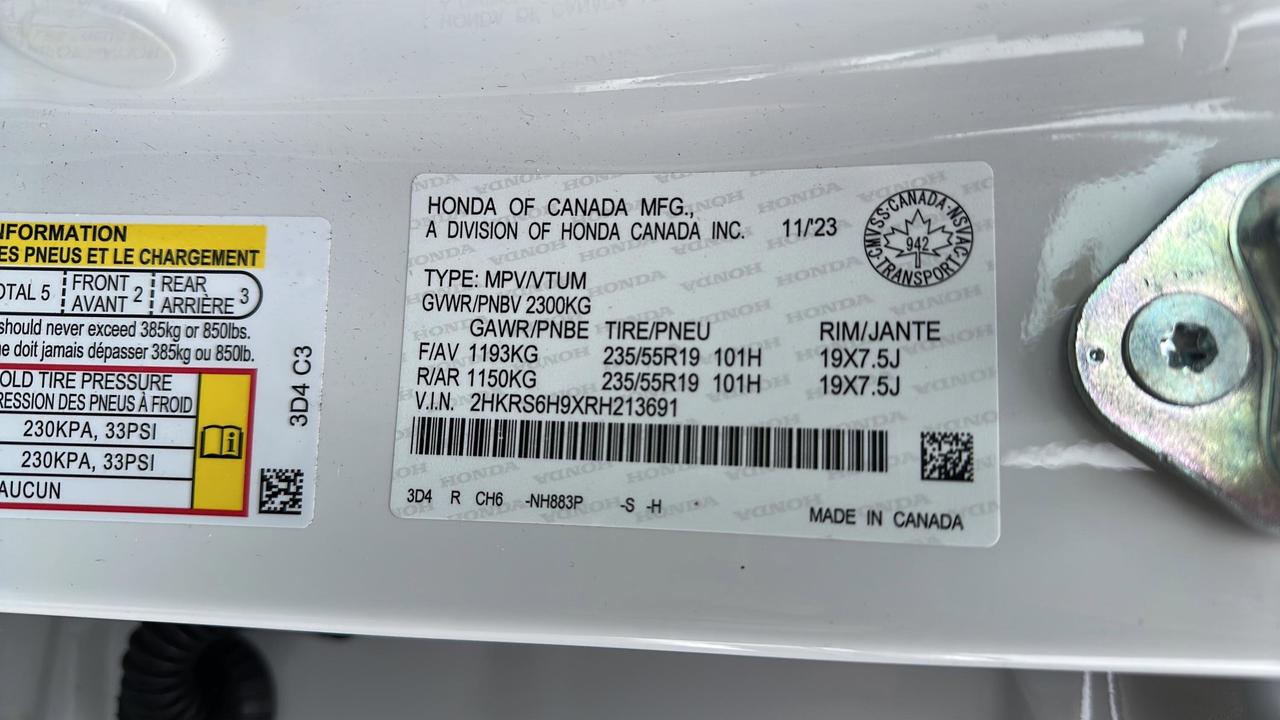 NFORMATION
ES PNEUS ET LE CHARGEMENT
OTAL 5 FRONT AVANT 2 REAR ARRIÈRE 3
should never exceed 385kg or 850lbs.
ne doit jamais dépasser 385kg ou 850lb.
OLD TIRE PRESSURE
RESSION DES PNEUS À FROID
230KPA, 33PSI
230KPA, 33PSI
AUCUN
3D4 C3
HONDA OF CANADA MFG.,
A DIVISION OF HONDA CANADA INC. 11/'23
CMVSS·CANADA·NSVAC
942
TRANSPORT
TYPE: MPV/VTUM
GVWR/PNBV 2300KG
GAWR/PNBE TIRE/PNEU RIM/JANTE
F/AV 1193KG 235/55R19 101H 19X7.5J
R/AR 1150KG 235/55R19 101H 19X7.5J
V.I.N. 2HKRS6H9XRH213691
3D4 R CH6 -NH883P -S -H
MADE IN CANADA